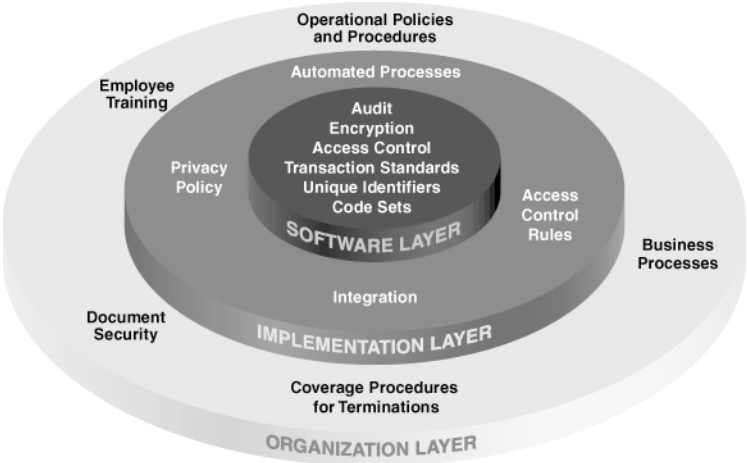 Operational Policies
and Procedures
Employee
Training
Automated Processes
Audit
Encryption
Access Control
Transaction Standards
Unique Identifiers
Code Sets
SOFTWARE LAYER
Privacy
Policy
Access
Control
Rules
Business
Processes
Integration
IMPLEMENTATION LAYER
Document
Security
Coverage Procedures
for Terminations
ORGANIZATION LAYER